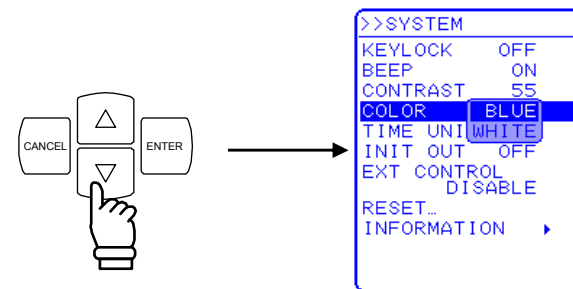 CANCEL
ENTER
>>SYSTEM
KEYLOCK OFF
BEEP ON
CONTRAST 55
COLOR BLUE
TIME UNI WHITE
INIT OUT OFF
EXT CONTROL
DISABLE
RESET…
INFORMATION